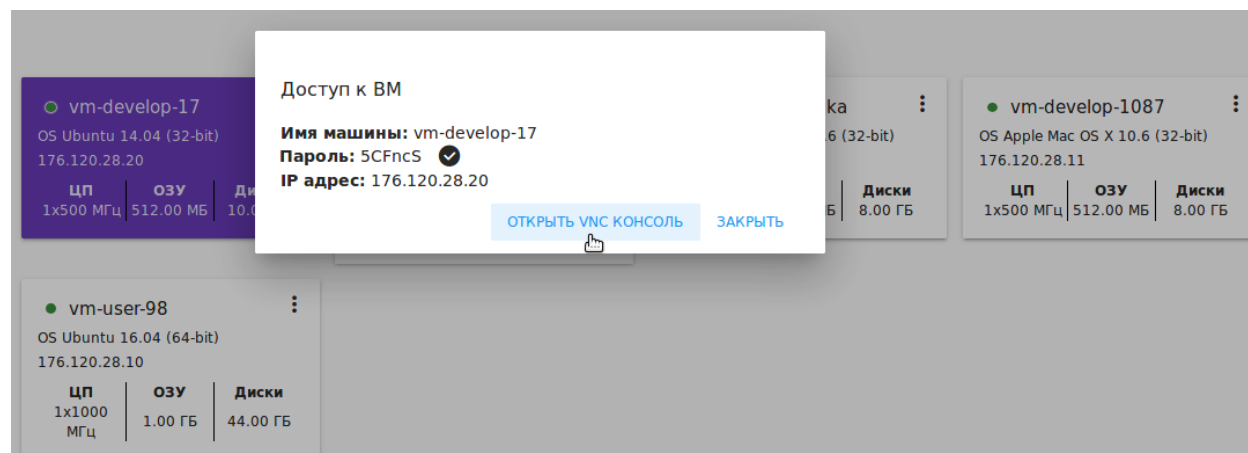 Доступ к ВМ
Имя машины: vm-develop-17
Пароль: 5CFncS
IP адрес: 176.120.28.20
ОТКРЫТЬ VNC КОНСОЛЬ ЗАКРЫТЬ
vm-develop-17
OS Ubuntu 14.04 (32-bit)
176.120.28.20
ЦП ОЗУ
1x500 МГц 512.00 МБ
(32-bit)
Диски
8.00 ГБ
vm-develop-1087
OS Apple Mac OS X 10.6 (32-bit)
176.120.28.11
ЦП ОЗУ Диски
1x500 МГц 512.00 МБ 8.00 ГБ
vm-user-98
OS Ubuntu 16.04 (64-bit)
176.120.28.10
ЦП ОЗУ Диски
1x1000 МГц 1.00 ГБ 44.00 ГБ